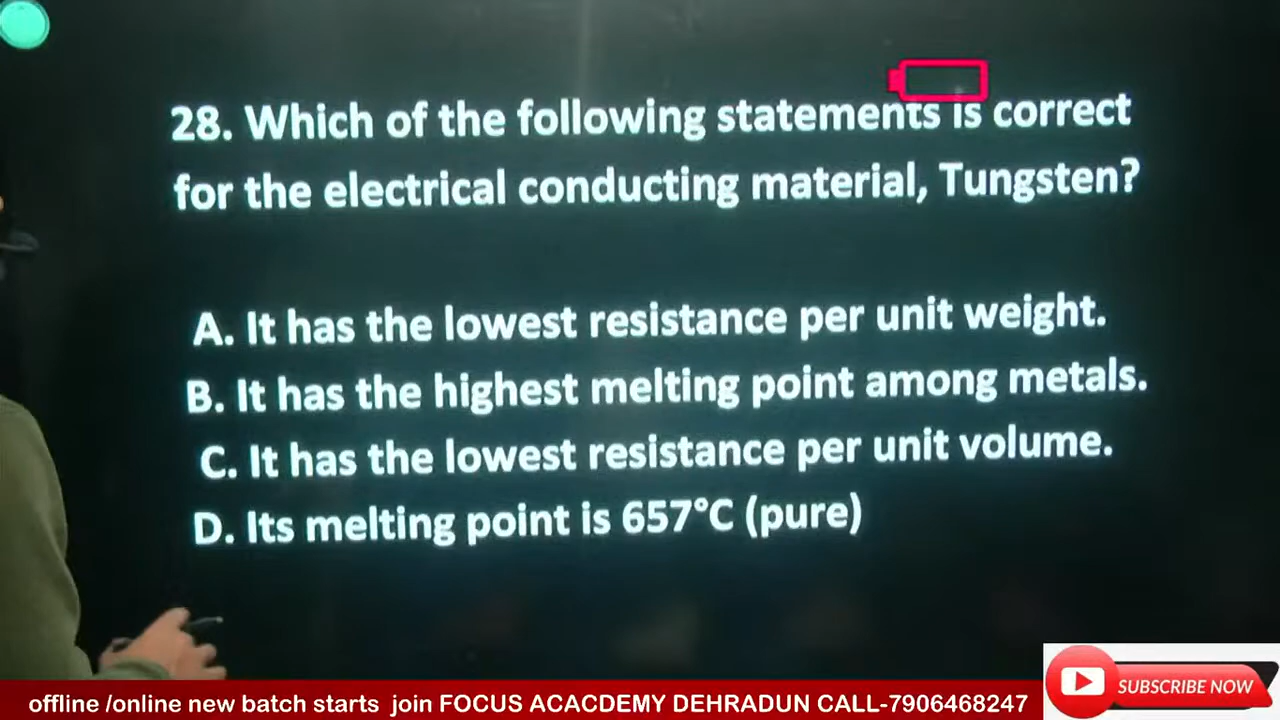 28. Which of the following statements is correct
for the electrical conducting material, Tungsten?
A. It has the lowest resistance per unit weight.
B. It has the highest melting point among metals.
C. It has the lowest resistance per unit volume.
D. Its melting point is 657°C (pure)
offline /online new batch starts join FOCUS ACACDEMY DEHRADUN CALL-7906468247
SUBSCRIBE NOW